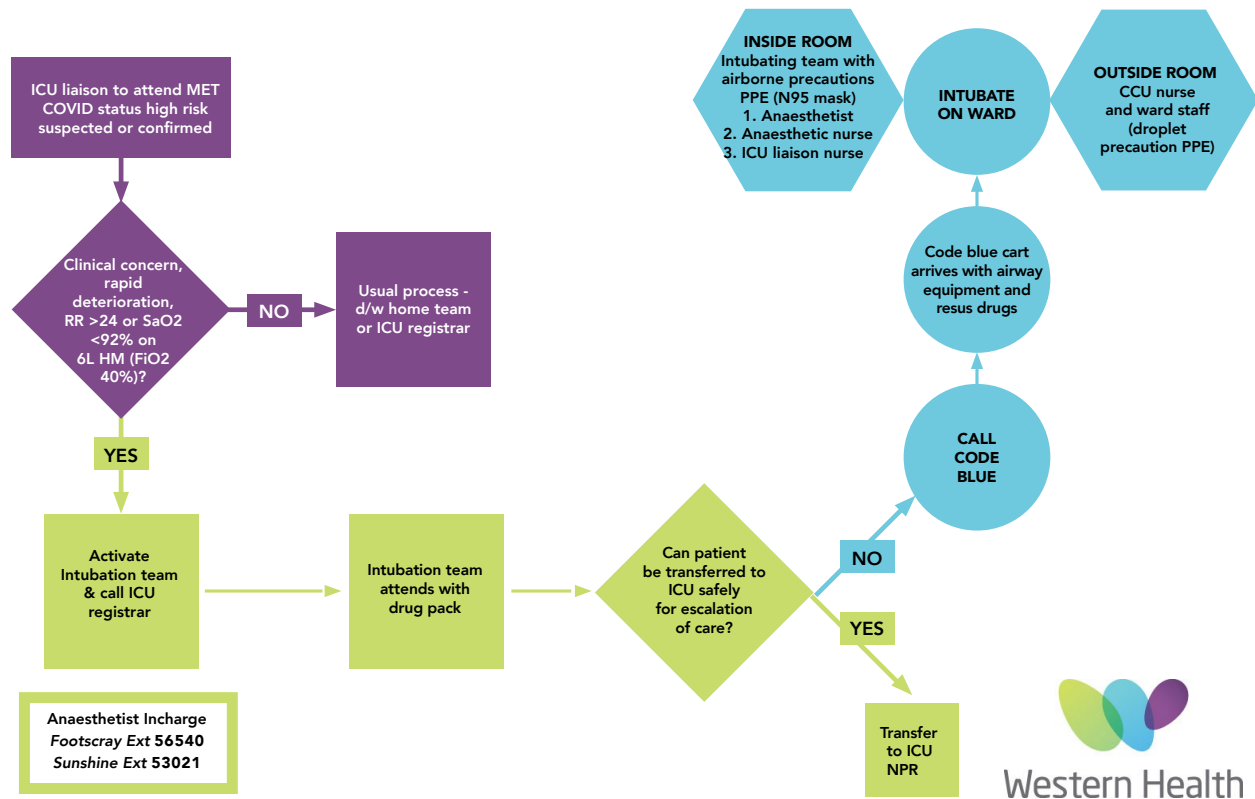 ICU liaison to attend MET
COVID status high risk
suspected or confirmed
Clinical concern,
rapid
deterioration,
RR >24 or SaO2
<92% on
6L HM (FiO2
40%)?
NO
Usual process -
d/w home team
or ICU registrar
YES
Activate
Intubation team
& call ICU
registrar
Intubation team
attends with
drug pack
Can patient
be transferred to
ICU safely
for escalation
of care?
NO
CALL
CODE
BLUE
Code blue cart
arrives with airway
equipment and
resus drugs
INTUBATE
ON WARD
INSIDE ROOM
Intubating team with
airborne precautions
PPE (N95 mask)
1. Anaesthetist
2. Anaesthetic nurse
3. ICU liaison nurse
OUTSIDE ROOM
CCU nurse
and ward staff
(droplet
precaution PPE)
YES
Transfer
to ICU
NPR
Anaesthetist Incharge
Footscray Ext 56540
Sunshine Ext 53021
Western Health